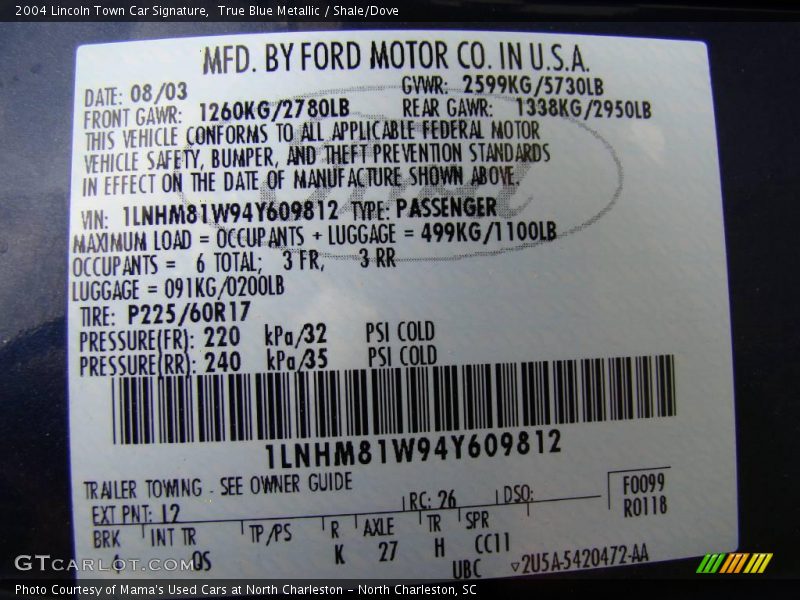 2004 Lincoln Town Car Signature, True Blue Metallic / Shale/Dove
MFD. BY FORD MOTOR CO. IN U.S.A.
DATE: 08/03 GVWR: 2599KG/5730LB
FRONT GAWR: 1260KG/2780LB REAR GAWR: 1338KG/2950LB
THIS VEHICLE CONFORMS TO ALL APPLICABLE FEDERAL MOTOR
VEHICLE SAFETY, BUMPER, AND THEFT PREVENTION STANDARDS
IN EFFECT ON THE DATE OF MANUFACTURE SHOWN ABOVE.
VIN: 1LNHM81W94Y609812 TYPE: PASSENGER
MAXIMUM LOAD = OCCUPANTS + LUGGAGE = 499KG/1100LB
OCCUPANTS = 6 TOTAL; 3 FR, 3 RR
LUGGAGE = 091KG/0200LB
TIRE: P225/60R17
PRESSURE(FR): 220 kPa/32 PSI COLD
PRESSURE(RR): 240 kPa/35 PSI COLD
1LNHM81W94Y609812
TRAILER TOWING - SEE OWNER GUIDE
EXT PNT: L2 RC: 26 DSO: F0099
R0118
BRK INT TR TP/PS R AXLE TR SPR
OS K 27 H CC11
UBC 2U5A-5420472-AA
GTCARLOT.COM
Photo Courtesy of Mama's Used Cars at North Charleston - North Charleston, SC